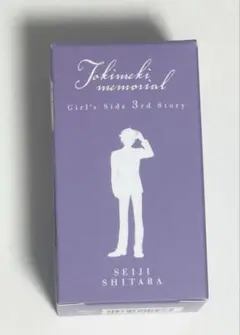 Tokimeki
memorial
Girl's Side 3rd Story
SEIJI
SHITARA